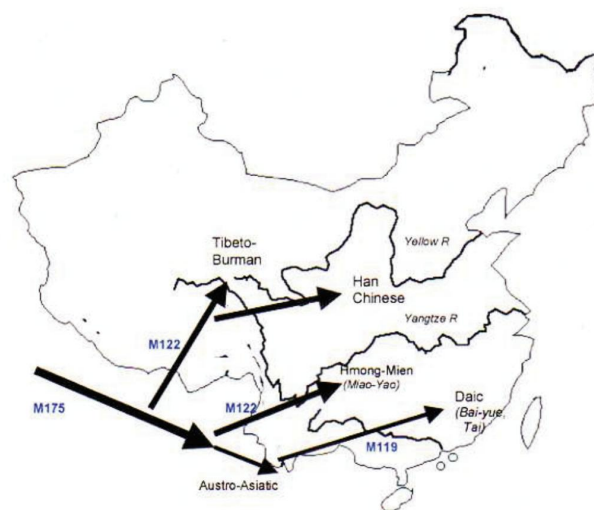 Tibeto-
Burman
Yellow R
Han
Chinese
Yangtze R
M122
Hmong-Mien
(Miao-Yao)
M175
M122
Daic
(Bai-yue,
Tai)
M119
Austro-Asiatic